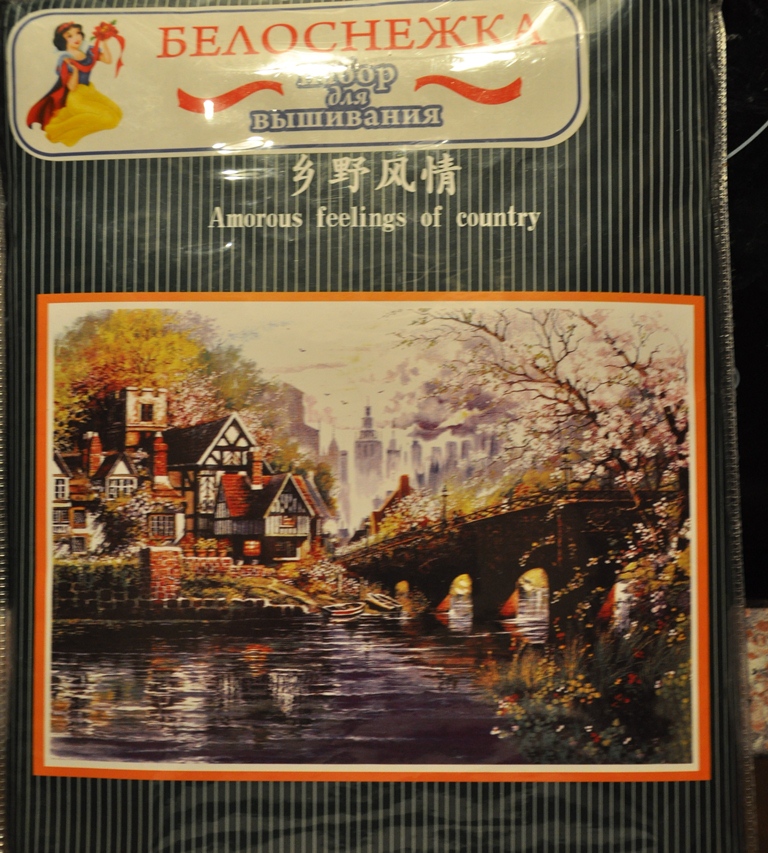 БЕЛОСНЕЖКА
набор
для
вышивания
乡野风情
Amorous feelings of country